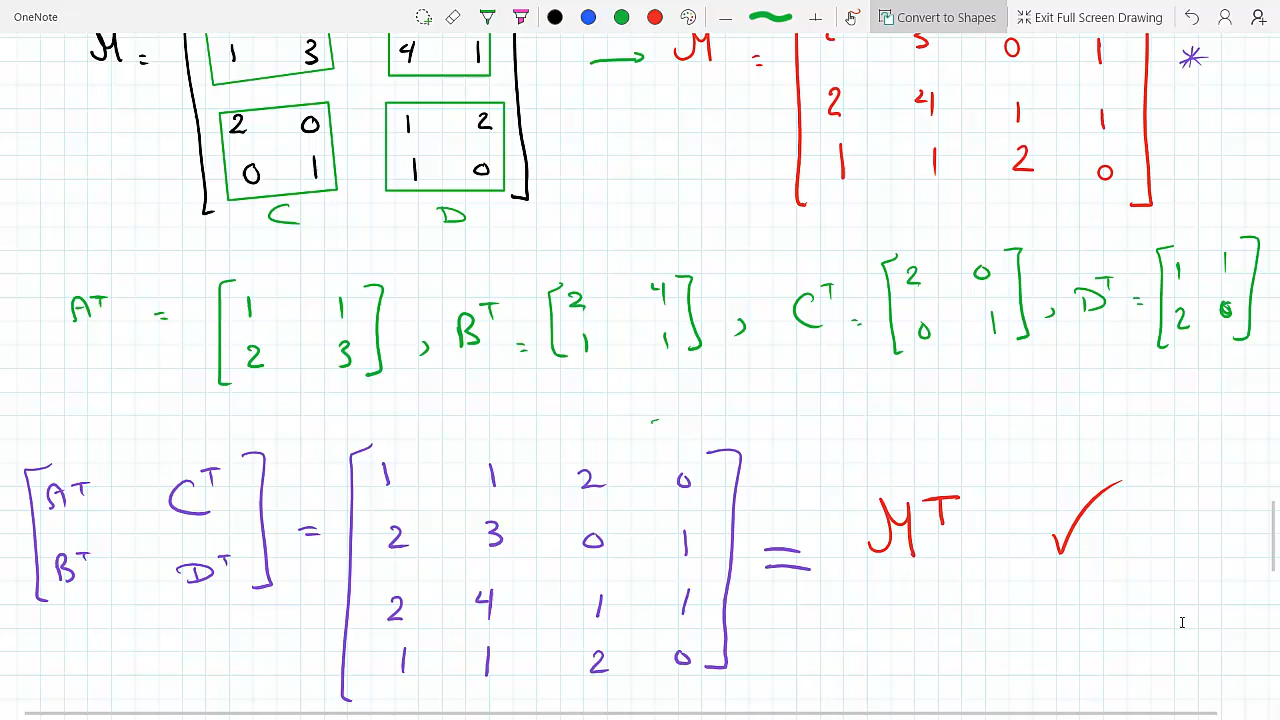 OneNote
Convert to Shapes
Exit Full Screen Drawing
M = [ 1 3 4 1
2 0 1 2
0 1 1 0 ]
C D
→ M = [ 3 0 1 *
2 4 1 1
1 1 2 0 ]
Aᵀ = [ 1 1
2 3 ] , Bᵀ = [ 2 4
1 1 ] , Cᵀ = [ 2 0
0 1 ] , Dᵀ = [ 1 1
2 0 ]
[ Aᵀ Cᵀ
Bᵀ Dᵀ ] = [ 1 1 2 0
2 3 0 1
2 4 1 1
1 1 2 0 ] = Mᵀ ✓